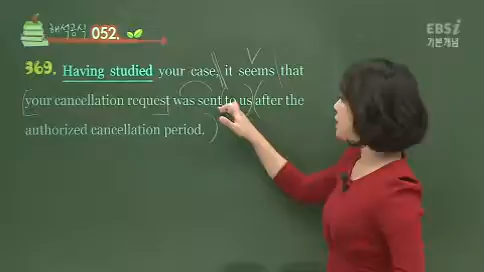 해석공식 052.
EBSi
기본개념
369. Having studied your case, it seems that
your cancellation request was sent to us after the
authorized cancellation period.